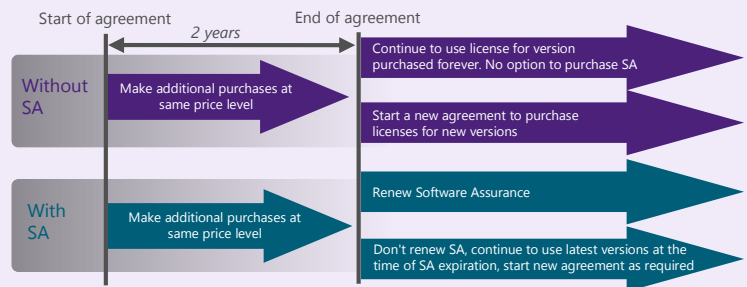 Start of agreement
End of agreement
2 years
Without
SA
Make additional purchases at
same price level
Continue to use license for version
purchased forever. No option to purchase SA
Start a new agreement to purchase
licenses for new versions
With
SA
Make additional purchases at
same price level
Renew Software Assurance
Don't renew SA, continue to use latest versions at the
time of SA expiration, start new agreement as required